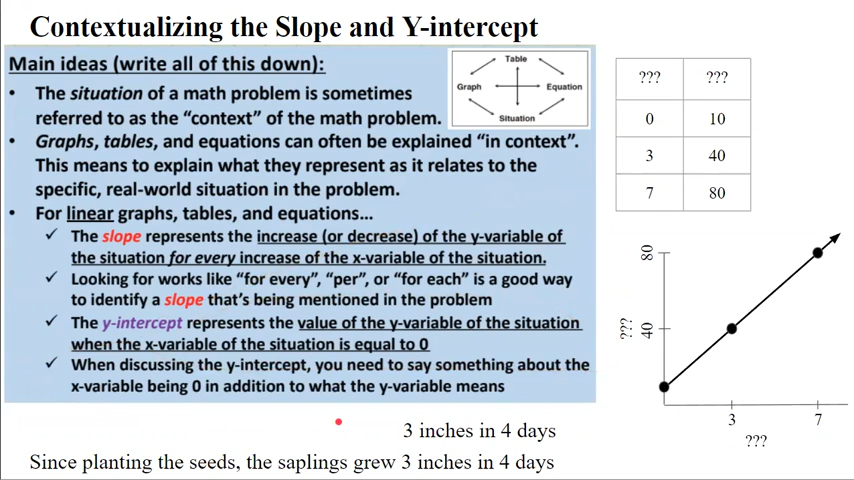 Contextualizing the Slope and Y-intercept
Main ideas (write all of this down):
• The situation of a math problem is sometimes
referred to as the “context” of the math problem.
• Graphs, tables, and equations can often be explained “in context”.
This means to explain what they represent as it relates to the
specific, real-world situation in the problem.
• For linear graphs, tables, and equations…
✓ The slope represents the increase (or decrease) of the y-variable of
the situation for every increase of the x-variable of the situation.
✓ Looking for works like “for every”, “per”, or “for each” is a good way
to identify a slope that’s being mentioned in the problem
✓ The y-intercept represents the value of the y-variable of the situation
when the x-variable of the situation is equal to 0
✓ When discussing the y-intercept, you need to say something about the
x-variable being 0 in addition to what the y-variable means
Table
Graph Equation
Situation
??? ???
0 10
3 40
7 80
80
40
???
3 7
???
3 inches in 4 days
Since planting the seeds, the saplings grew 3 inches in 4 days